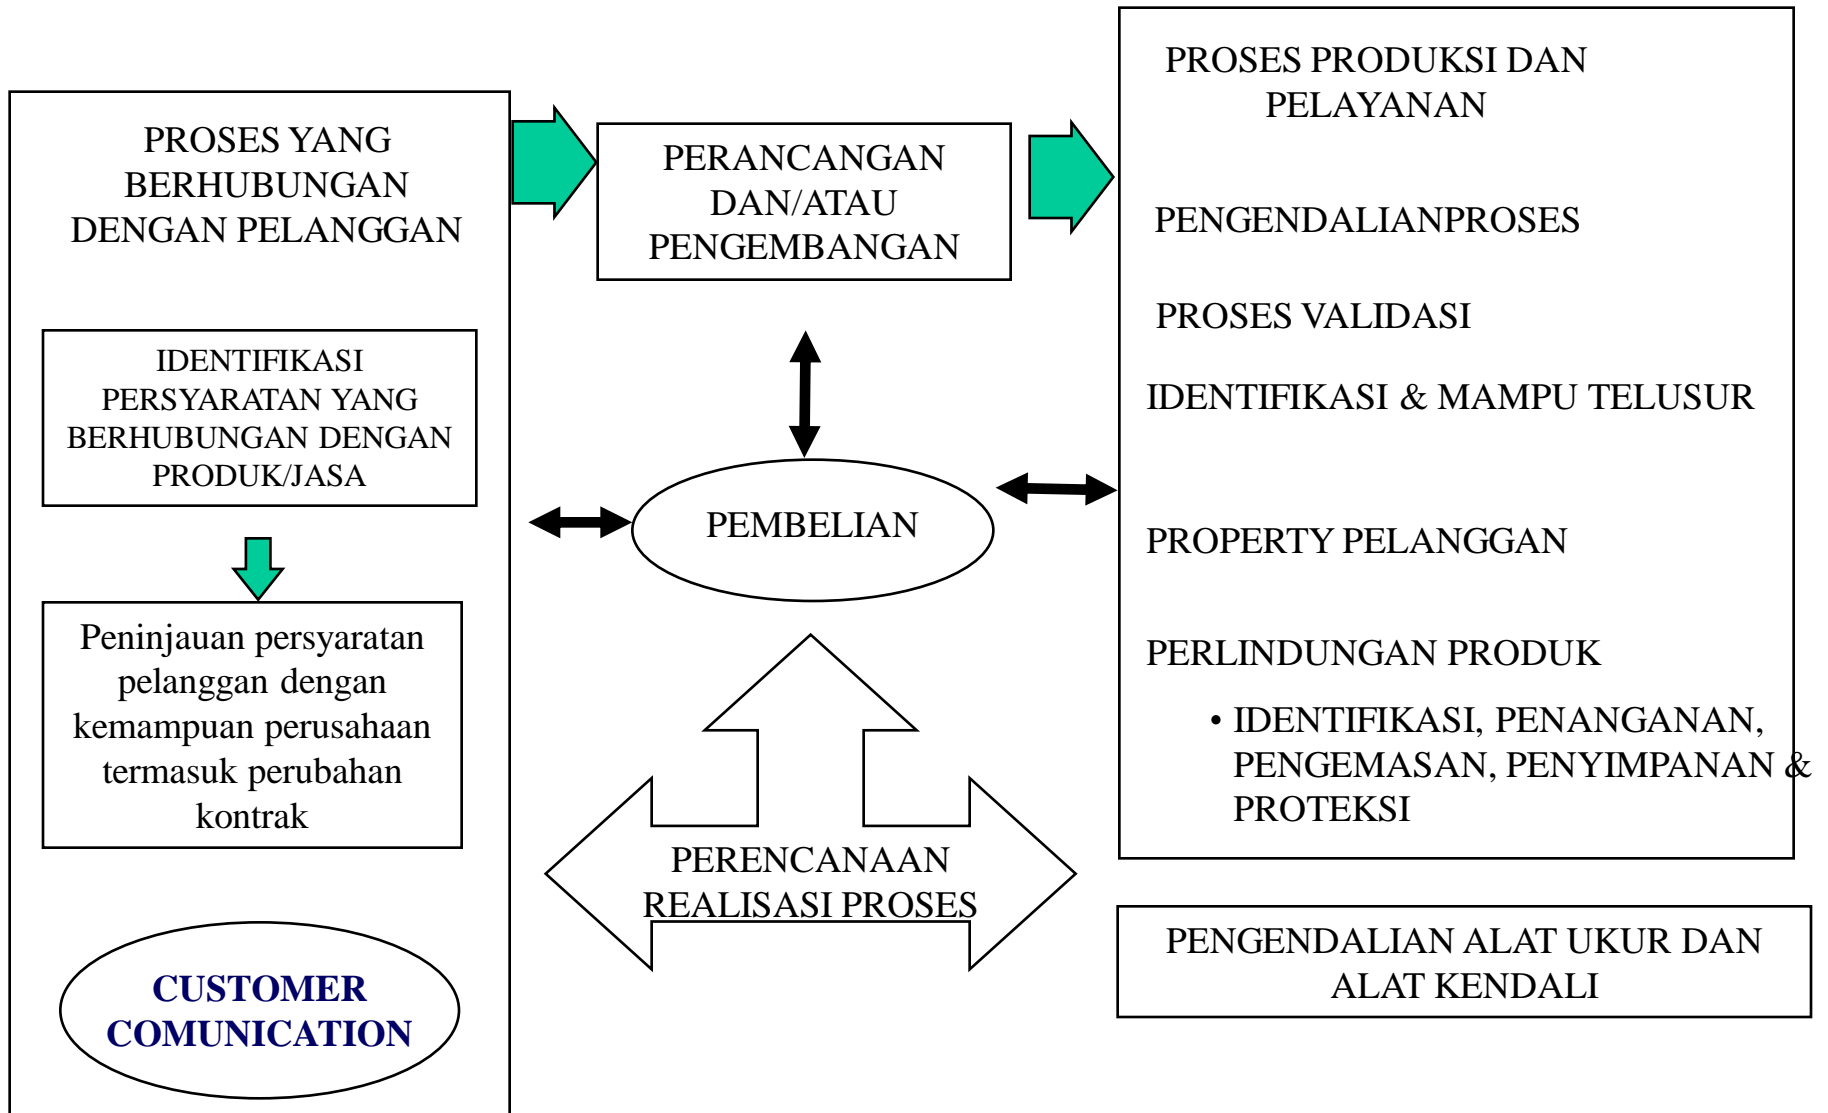 PROSES YANG
BERHUBUNGAN
DENGAN PELANGGAN
IDENTIFIKASI
PERSYARATAN YANG
BERHUBUNGAN DENGAN
PRODUK/JASA
Peninjauan persyaratan
pelanggan dengan
kemampuan perusahaan
termasuk perubahan
kontrak
CUSTOMER
COMUNICATION
PERANCANGAN
DAN/ATAU
PENGEMBANGAN
PEMBELIAN
PERENCANAAN
REALISASI PROSES
PROSES PRODUKSI DAN
PELAYANAN
PENGENDALIANPROSES
PROSES VALIDASI
IDENTIFIKASI & MAMPU TELUSUR
PROPERTY PELANGGAN
PERLINDUNGAN PRODUK
• IDENTIFIKASI, PENANGANAN,
PENGEMASAN, PENYIMPANAN &
PROTEKSI
PENGENDALIAN ALAT UKUR DAN
ALAT KENDALI